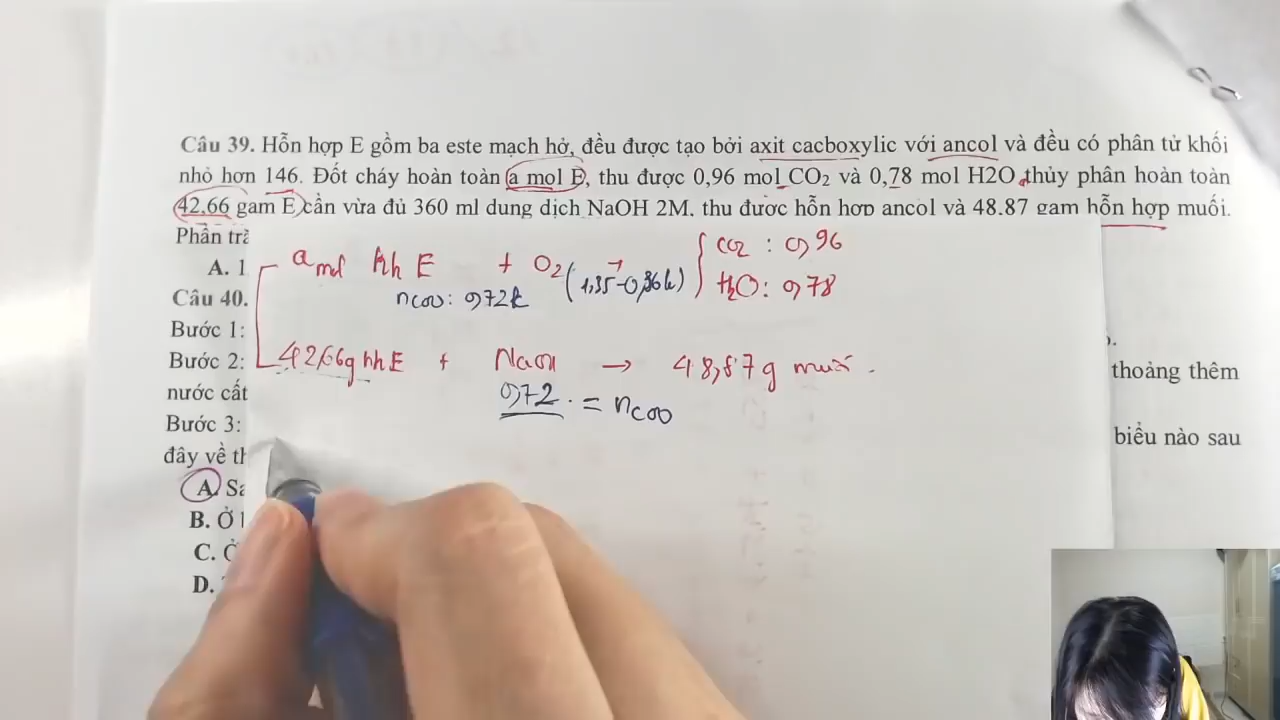 Câu 39. Hỗn hợp E gồm ba este mạch hở, đều được tạo bởi axit cacboxylic với ancol và đều có phân tử khối
nhỏ hơn 146. Đốt cháy hoàn toàn a mol E, thu được 0,96 mol CO2 và 0,78 mol H2O, thủy phân hoàn toàn
42,66 gam E cần vừa đủ 360 ml dung dịch NaOH 2M, thu được hỗn hợp ancol và 48,87 gam hỗn hợp muối.
Phần tră
A. 1
a mol hh E + O2 → CO2 : 0,96
(1,35-0,36k) H2O : 0,78
Câu 40.
nCOO : 0,72k
Bước 1:
Bước 2:
42,66g hh E + NaOH → 48,87g muối.
thoảng thêm
nước cất
0,72 = nCOO
Bước 3:
biểu nào sau
đây về th
A. Sa
B. Ở l
C. Ở
D.